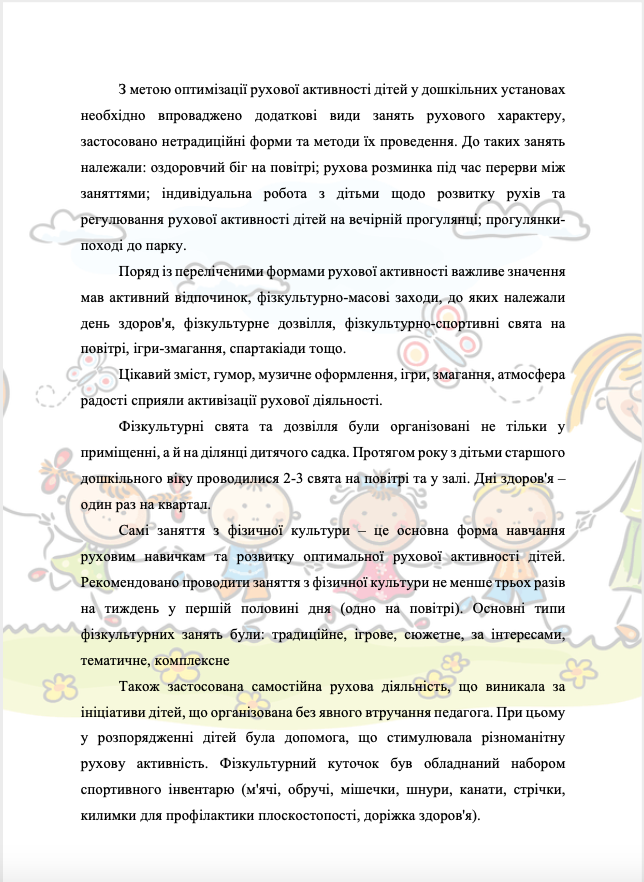 З метою оптимізації рухової активності дітей у дошкільних установах
необхідно впроваджено додаткові види занять рухового характеру,
застосовано нетрадиційні форми та методи їх проведення. До таких занять
належали: оздоровчий біг на повітрі; рухова розминка під час перерви між
заняттями; індивідуальна робота з дітьми щодо розвитку рухів та
регулювання рухової активності дітей на вечірній прогулянці; прогулянки-
походи до парку.
Поряд із переліченими формами рухової активності важливе значення
мав активний відпочинок, фізкультурно-масові заходи, до яких належали
день здоров'я, фізкультурне дозвілля, фізкультурно-спортивні свята на
повітрі, ігри-змагання, спартакіади тощо.
Цікавий зміст, гумор, музичне оформлення, ігри, змагання, атмосфера
радості сприяли активізації рухової діяльності.
Фізкультурні свята та дозвілля були організовані не тільки у
приміщенні, а й на ділянці дитячого садка. Протягом року з дітьми старшого
дошкільного віку проводилися 2-3 свята на повітрі та у залі. Дні здоров'я –
один раз на квартал.
Самі заняття з фізичної культури – це основна форма навчання
руховим навичкам та розвитку оптимальної рухової активності дітей.
Рекомендовано проводити заняття з фізичної культури не менше трьох разів
на тиждень у першій половині дня (одно на повітрі). Основні типи
фізкультурних занять були: традиційне, ігрове, сюжетне, за інтересами,
тематичне, комплексне
Також застосована самостійна рухова діяльність, що виникала за
ініціативи дітей, що організована без явного втручання педагога. При цьому
у розпорядженні дітей була допомога, що стимулювала різноманітну
рухову активність. Фізкультурний куточок був обладнаний набором
спортивного інвентарю (м'ячі, обручі, мішечки, шнури, канати, стрічки,
килимки для профілактики плоскостопості, доріжка здоров'я).